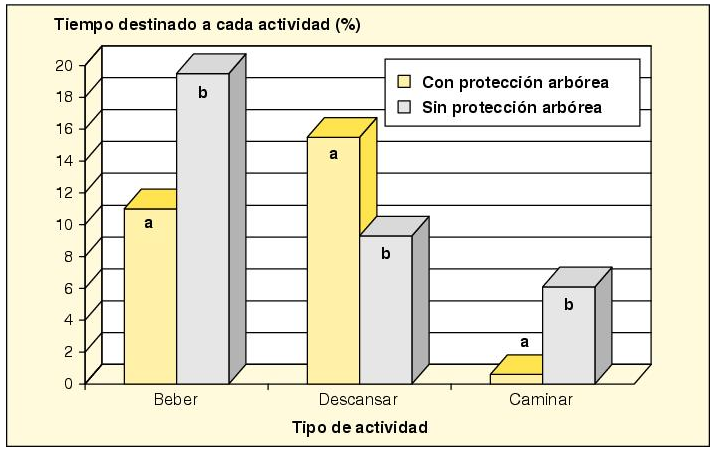 Tiempo destinado a cada actividad (%)
20
18
16
14
12
10
8
6
4
2
0
Con protección arbórea
Sin protección arbórea
a
b
a
b
a
b
Beber
Descansar
Caminar
Tipo de actividad